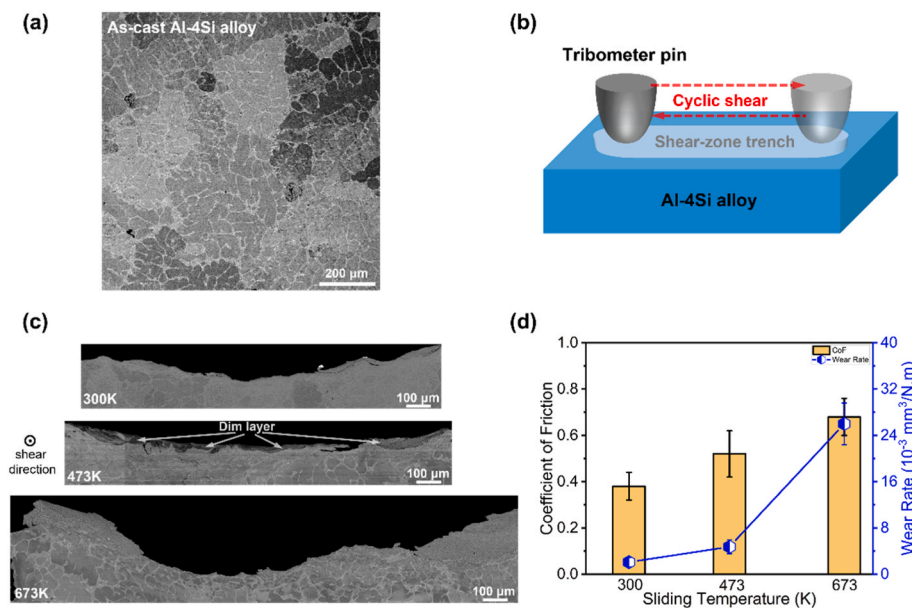 (a)
As-cast Al-4Si alloy
200 μm
(b)
Tribometer pin
Cyclic shear
Shear-zone trench
Al-4Si alloy
(c)
300K
100 μm
Dim layer
shear
direction
473K
100 μm
673K
100 μm
(d)
CoF
Wear Rate
Coefficient of Friction
1.0
0.8
0.6
0.4
0.2
0.0
40
32
24
16
8
0
Wear Rate (10⁻³ mm³/N.m)
300
473
673
Sliding Temperature (K)